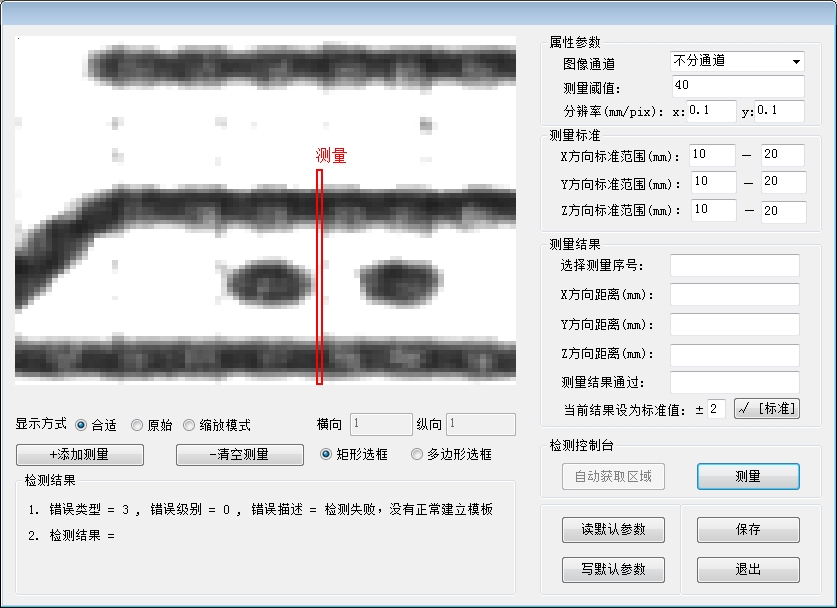 测量
显示方式 合适 原始 缩放模式 横向 1 纵向 1
+添加测量 -清空测量 矩形选框 多边形选框
检测结果
1. 错误类型 = 3 , 错误级别 = 0 , 错误描述 = 检测失败，没有正常建立模板
2. 检测结果 =
属性参数
图像通道 不分通道
测量阈值: 40
分辨率(mm/pix): x: 0.1 y: 0.1
测量标准
X方向标准范围(mm): 10 — 20
Y方向标准范围(mm): 10 — 20
Z方向标准范围(mm): 10 — 20
测量结果
选择测量序号:
X方向距离(mm):
Y方向距离(mm):
Z方向距离(mm):
测量结果通过:
当前结果设为标准值: ± 2 √ [标准]
检测控制台
自动获取区域 测量
读默认参数 保存
写默认参数 退出